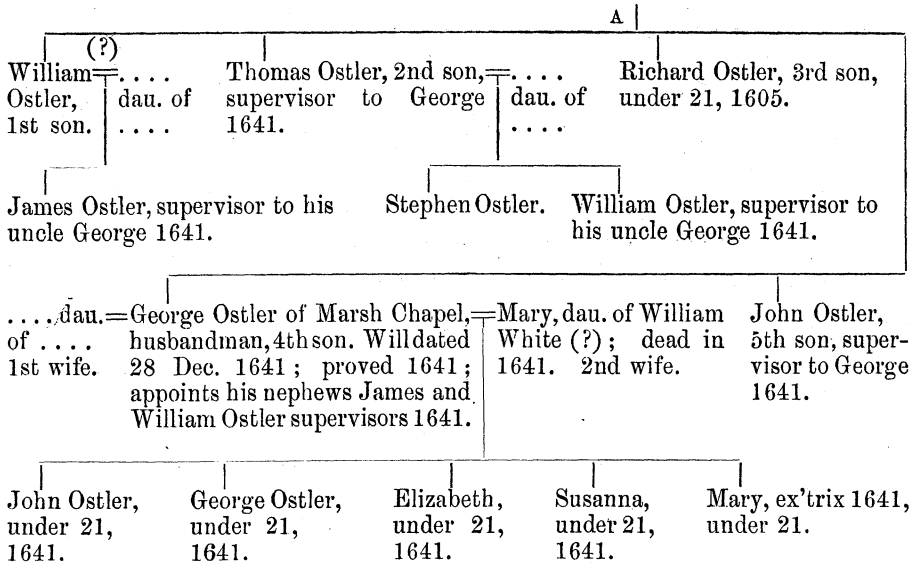 A
(?)
William=. . . .
Ostler, dau. of
1st son. . . . .
Thomas Ostler, 2nd son,=. . . .
supervisor to George dau. of
1641. . . . .
Richard Ostler, 3rd son,
under 21, 1605.
James Ostler, supervisor to his
uncle George 1641.
Stephen Ostler.
William Ostler, supervisor to
his uncle George 1641.
. . . . dau.=
of . . . .
1st wife.
George Ostler of Marsh Chapel,=
husbandman, 4th son. Will dated
28 Dec. 1641 ; proved 1641 ;
appoints his nephews James and
William Ostler supervisors 1641.
Mary, dau. of William
White (?) ; dead in
1641. 2nd wife.
John Ostler,
5th son, super-
visor to George
1641.
John Ostler,
under 21,
1641.
George Ostler,
under 21,
1641.
Elizabeth,
under 21,
1641.
Susanna,
under 21,
1641.
Mary, ex'trix 1641,
under 21.